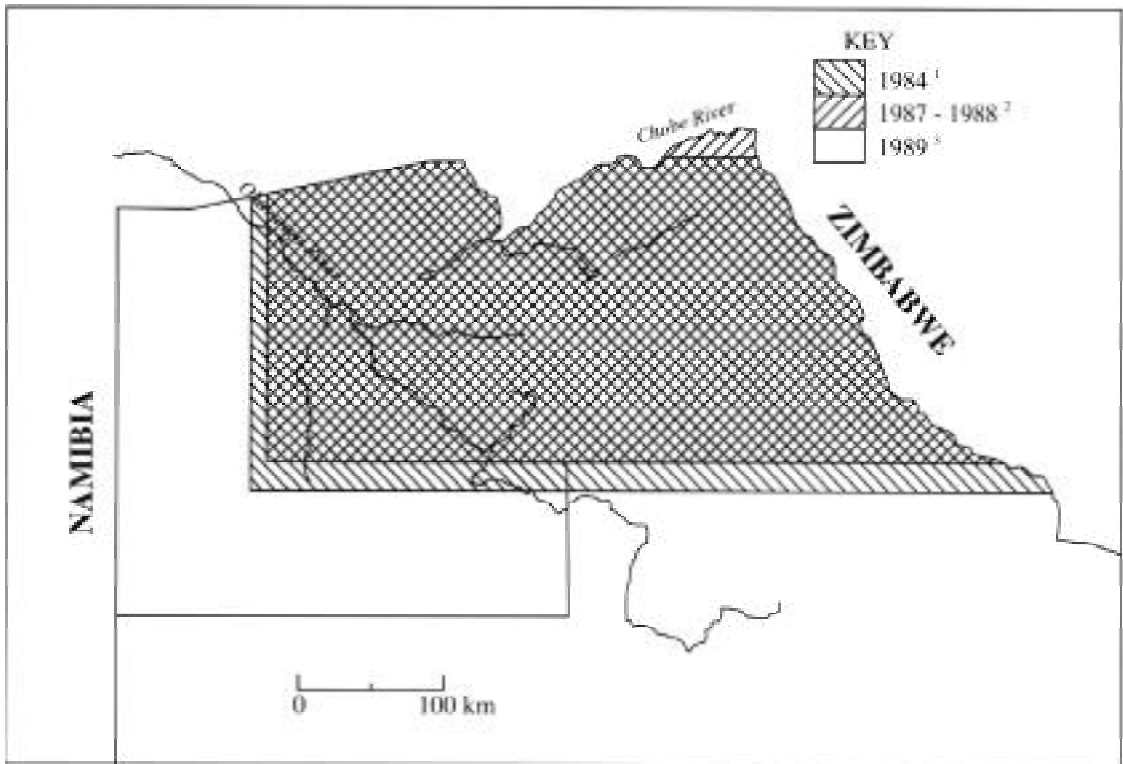 KEY
1984 1
1987 - 1988 2
1989 3
Chobe River
ZIMBABWE
NAMIBIA
0 100 km